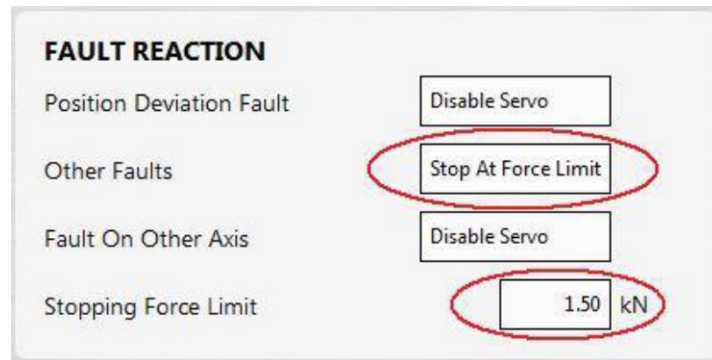 FAULT REACTION
Position Deviation Fault Disable Servo
Other Faults Stop At Force Limit
Fault On Other Axis Disable Servo
Stopping Force Limit 1.50 kN